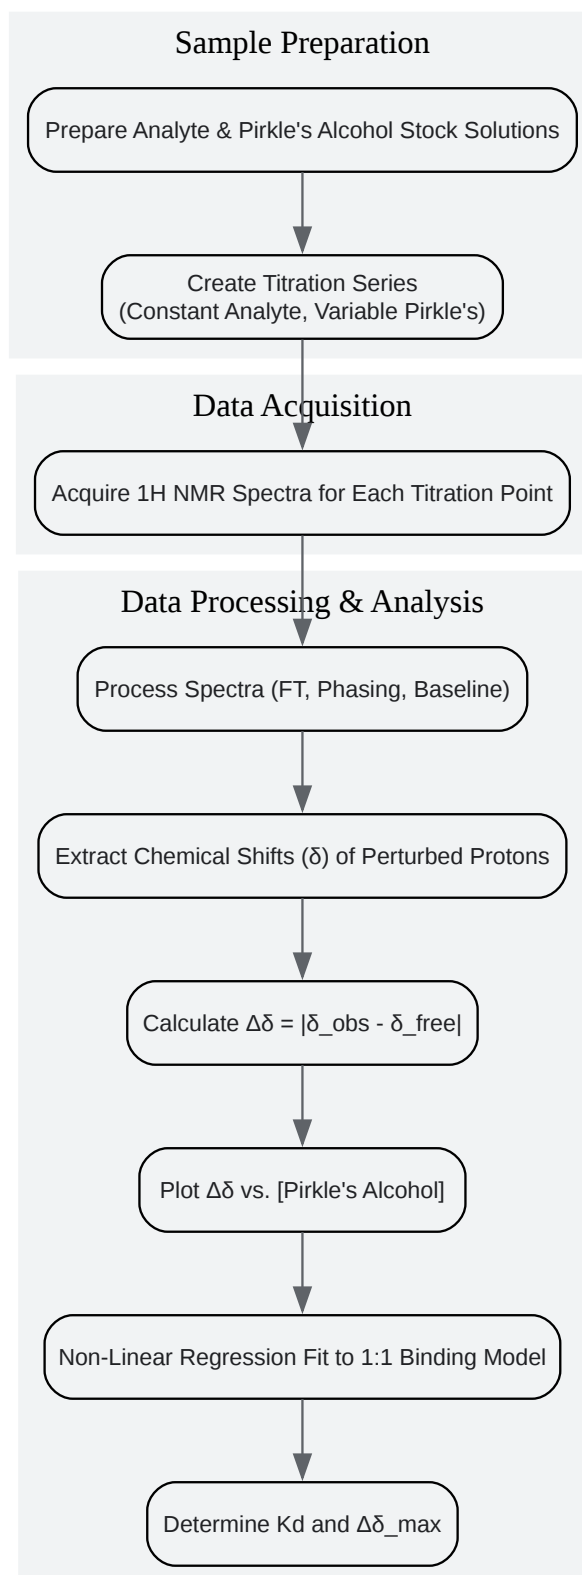 Sample Preparation
Prepare Analyte & Pirkle's Alcohol Stock Solutions
Create Titration Series
(Constant Analyte, Variable Pirkle's)
Data Acquisition
Acquire 1H NMR Spectra for Each Titration Point
Data Processing & Analysis
Process Spectra (FT, Phasing, Baseline)
Extract Chemical Shifts (δ) of Perturbed Protons
Calculate Δδ = |δ_obs - δ_free|
Plot Δδ vs. [Pirkle's Alcohol]
Non-Linear Regression Fit to 1:1 Binding Model
Determine Kd and Δδ_max